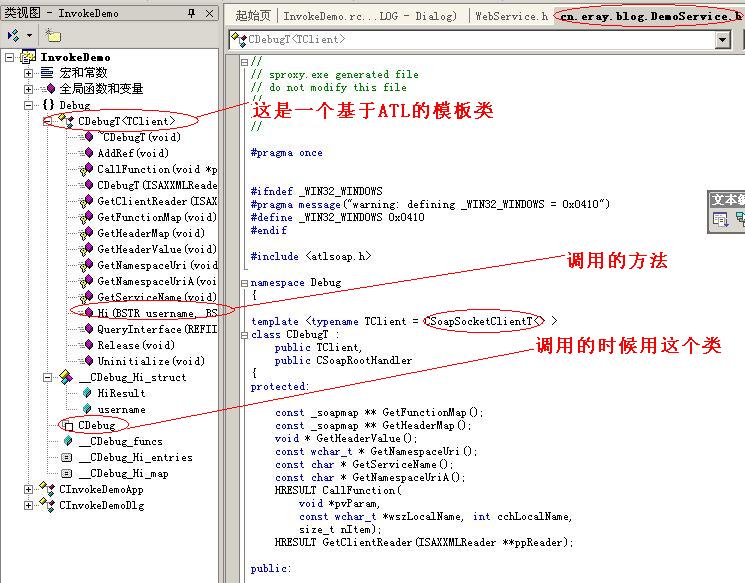 类视图 - InvokeDemo
InvokeDemo
宏和常数
全局函数和变量
{} Debug
CDebugT<TClient>
~CDebugT(void)
AddRef(void)
CallFunction(void *p
CDebugT(ISAXXMLReade
GetClientReader(ISAX
GetFunctionMap(void)
GetHeaderMap(void)
GetHeaderValue(void)
GetNamespaceUri(void
GetNamespaceUriA(voi
GetServiceName(void)
Hi(BSTR username, BS
QueryInterface(REFII
Release(void)
Uninitialize(void)
__CDebug_Hi_struct
HiResult
username
CDebug
__CDebug_funcs
__CDebug_Hi_entries
__CDebug_Hi_map
CInvokeDemoApp
CInvokeDemoDlg
起始页 InvokeDemo.rc...LOG - Dialog) WebService.h cn.eray.blog.DemoService.h
CDebugT<TClient>
//
// sproxy.exe generated file
// do not modify this file
//
//
#pragma once
#ifndef _WIN32_WINDOWS
#pragma message("warning: defining _WIN32_WINDOWS = 0x0410")
#define _WIN32_WINDOWS 0x0410
#endif
#include <atlsoap.h>
namespace Debug
{
template <typename TClient = CSoapSocketClientT<> >
class CDebugT :
public TClient,
public CSoapRootHandler
{
protected:
const _soapmap ** GetFunctionMap();
const _soapmap ** GetHeaderMap();
void * GetHeaderValue();
const wchar_t * GetNamespaceUri();
const char * GetServiceName();
const char * GetNamespaceUriA();
HRESULT CallFunction(
void *pvParam,
const wchar_t *wszLocalName, int cchLocalName,
size_t nItem);
HRESULT GetClientReader(ISAXXMLReader **ppReader);
public:
这是一个基于ATL的模板类
调用的方法
调用的时候用这个类